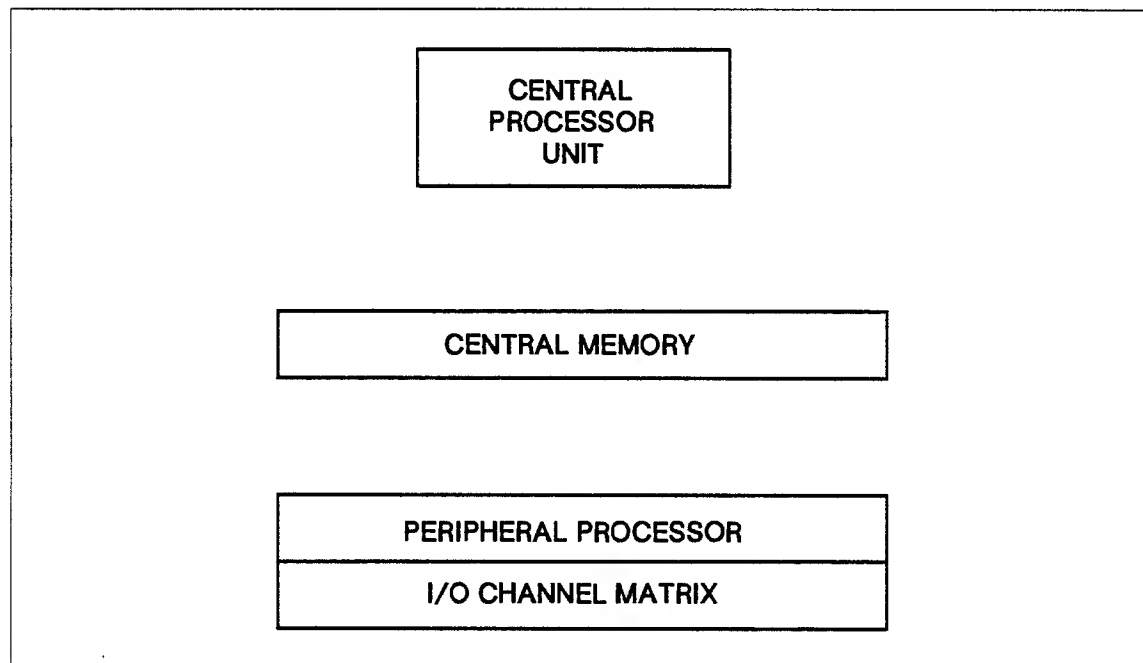 CENTRAL
PROCESSOR
UNIT
CENTRAL MEMORY
PERIPHERAL PROCESSOR
I/O CHANNEL MATRIX